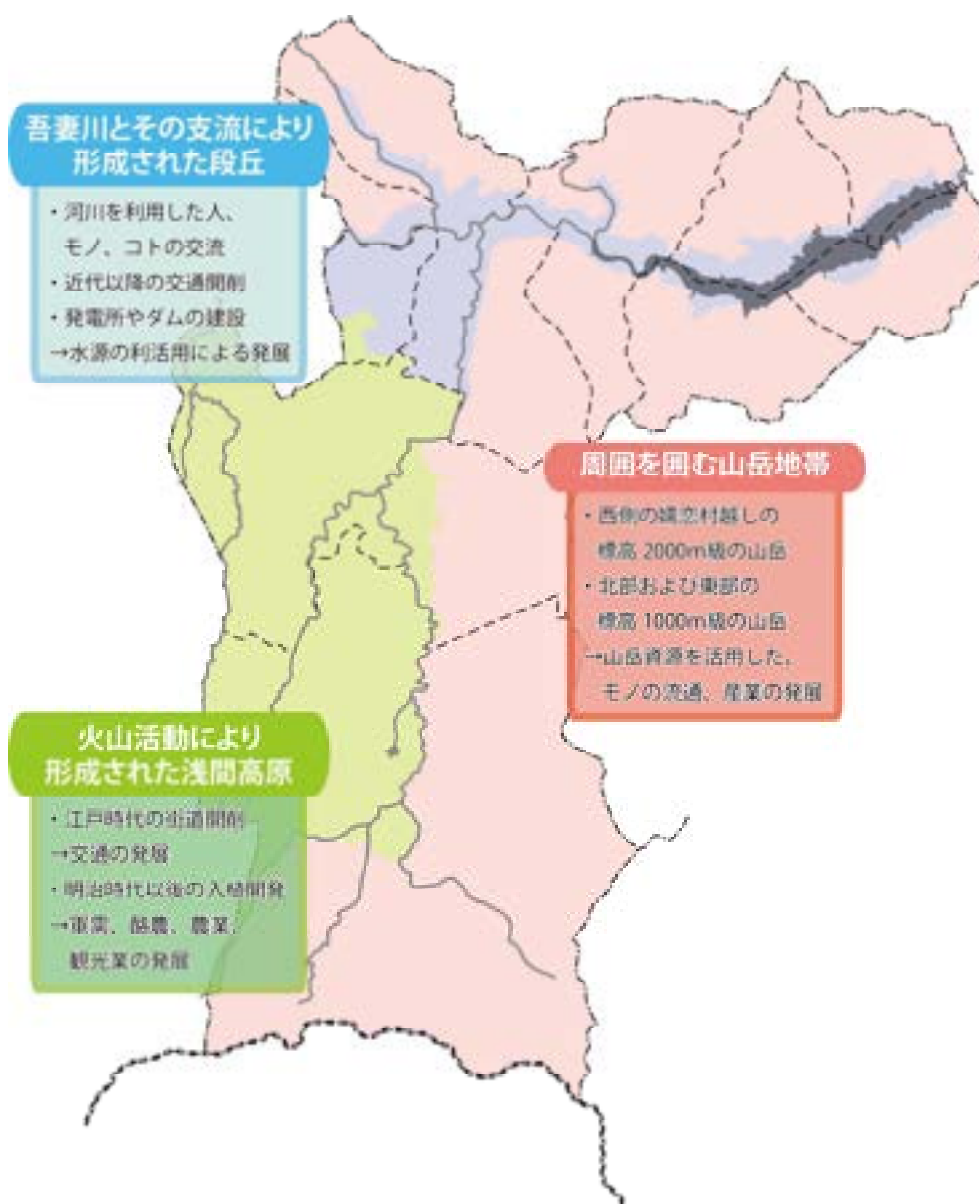 吾妻川とその支流により
形成された段丘
・河川を利用した人、
モノ、コトの交流
・近代以降の交通開削
・発電所やダムの建設
→水源の利活用による発展
周囲を囲む山岳地帯
・西側の嬬恋村越しの
標高 2000m級の山岳
・北部および東部の
標高 1000m級の山岳
→山岳資源を活用した、
モノの流通、産業の発展
火山活動により
形成された浅間高原
・江戸時代の街道開削
→交通の発展
・明治時代以後の入植開発
→軍需、酪農、農業、
観光業の発展